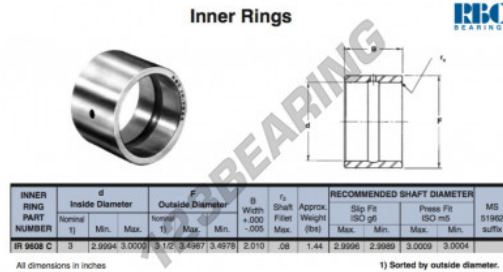 Inner Rings
RBC
BEARINGS
B
d
F
123BEARING
INNER RING PART NUMBER
d
Inside Diameter
Nominal 1)
Min.
Max.
F
Outside Diameter
Nominal 1)
Max.
Min.
B
Width
+.000
-.005
Shaft Fillet Max.
Approx. Weight (lbs)
RECOMMENDED SHAFT DIAMETER
Slip Fit ISO g6
Max.
Min.
Press Fit ISO m5
Max.
Min.
MS 51962 suffix
IR 9608 C 3 2.9994 3.0000 3 1/2 3.4987 3.4978 2.010 .08 1.44 2.9996 2.9989 3.0009 3.0004
All dimensions in inches
1) Sorted by outside diameter.